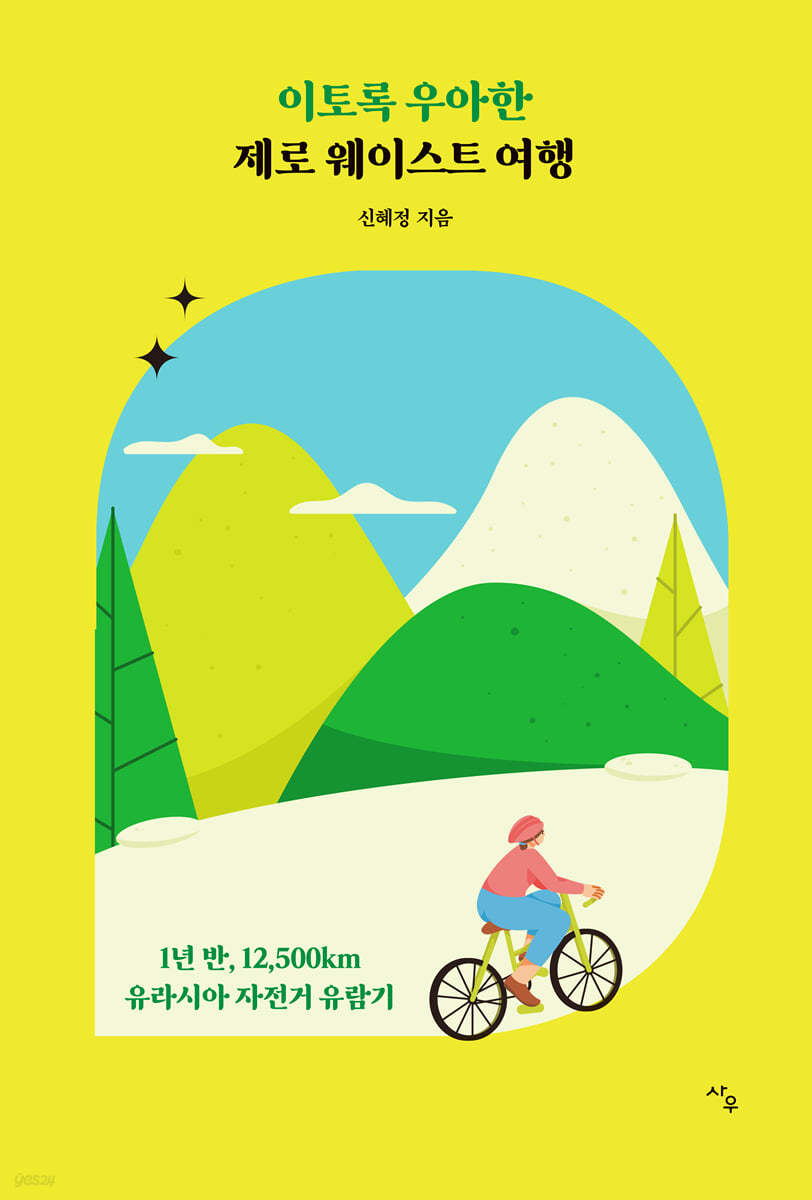 이토록 우아한
제로 웨이스트 여행
신혜정 지음
1년 반, 12,500km
유라시아 자전거 유람기
사우
yes24